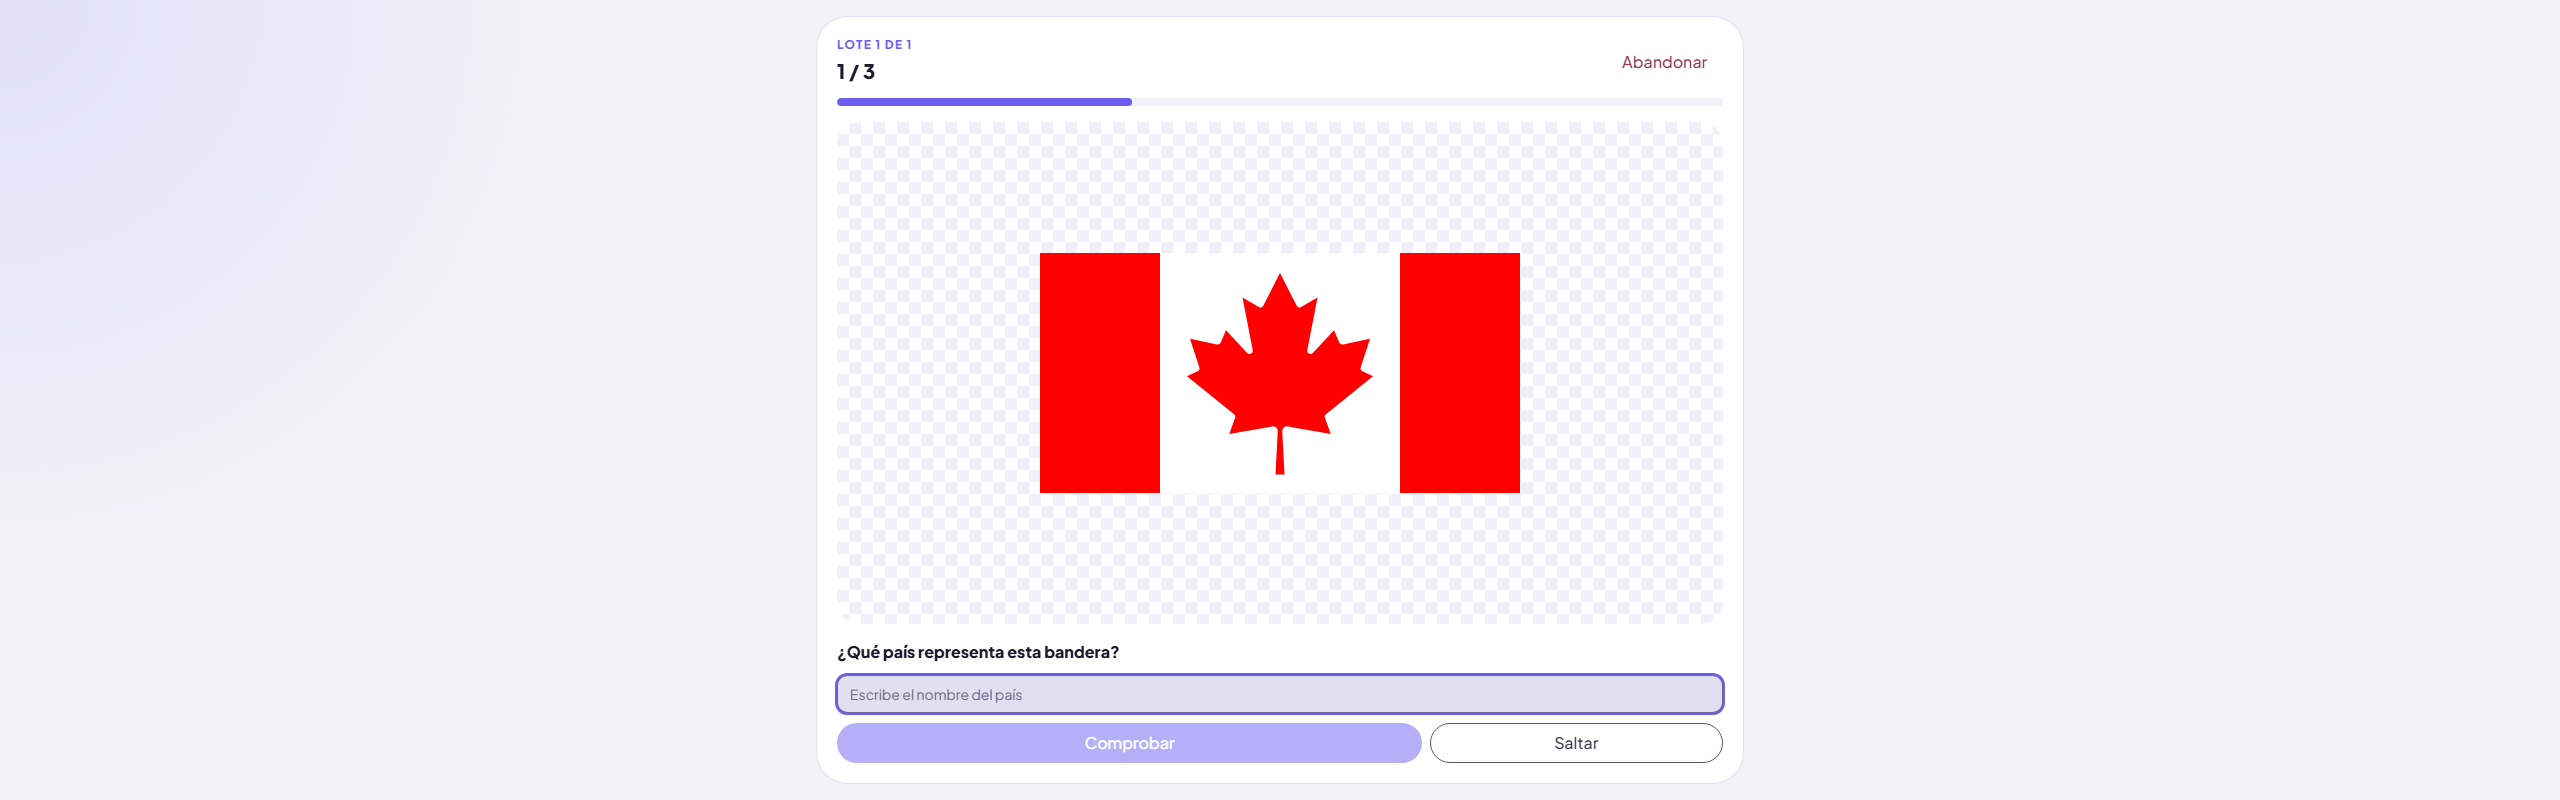 LOTE 1 DE 1
1 / 3
Abandonar
¿Qué país representa esta bandera?
Escribe el nombre del país
Comprobar
Saltar